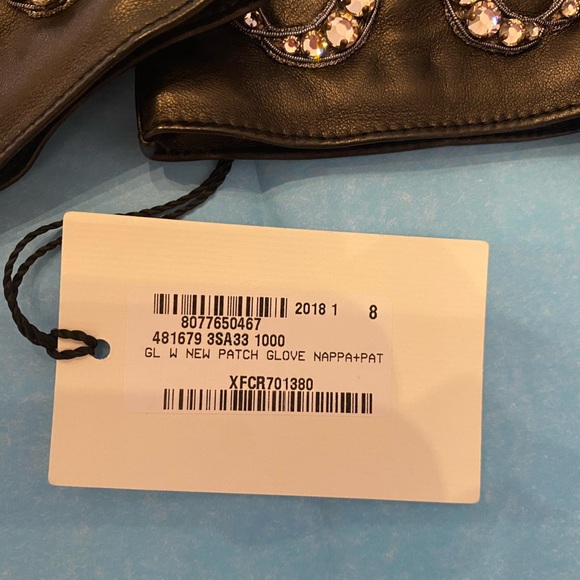 2018 1 8
8077650467
481679 3SA33 1000
GL W NEW PATCH GLOVE NAPPA+PAT
XFCR701380